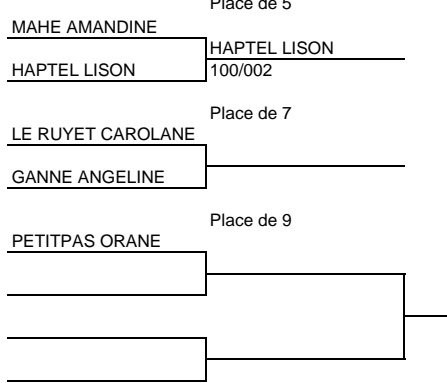 Place de 5
MAHE AMANDINE
HAPTEL LISON
HAPTEL LISON
100/002
Place de 7
LE RUYET CAROLANE
GANNE ANGELINE
Place de 9
PETITPAS ORANE